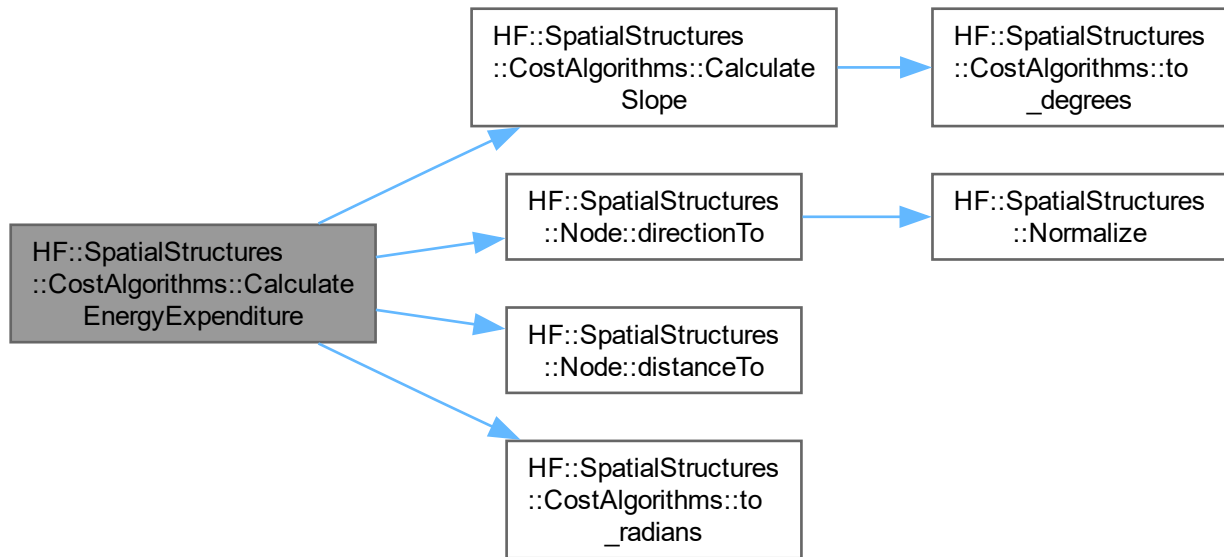 HF::SpatialStructures
::CostAlgorithms::Calculate
EnergyExpenditure
HF::SpatialStructures
::CostAlgorithms::Calculate
Slope
HF::SpatialStructures
::CostAlgorithms::to
_degrees
HF::SpatialStructures
::Node::directionTo
HF::SpatialStructures
::Normalize
HF::SpatialStructures
::Node::distanceTo
HF::SpatialStructures
::CostAlgorithms::to
_radians